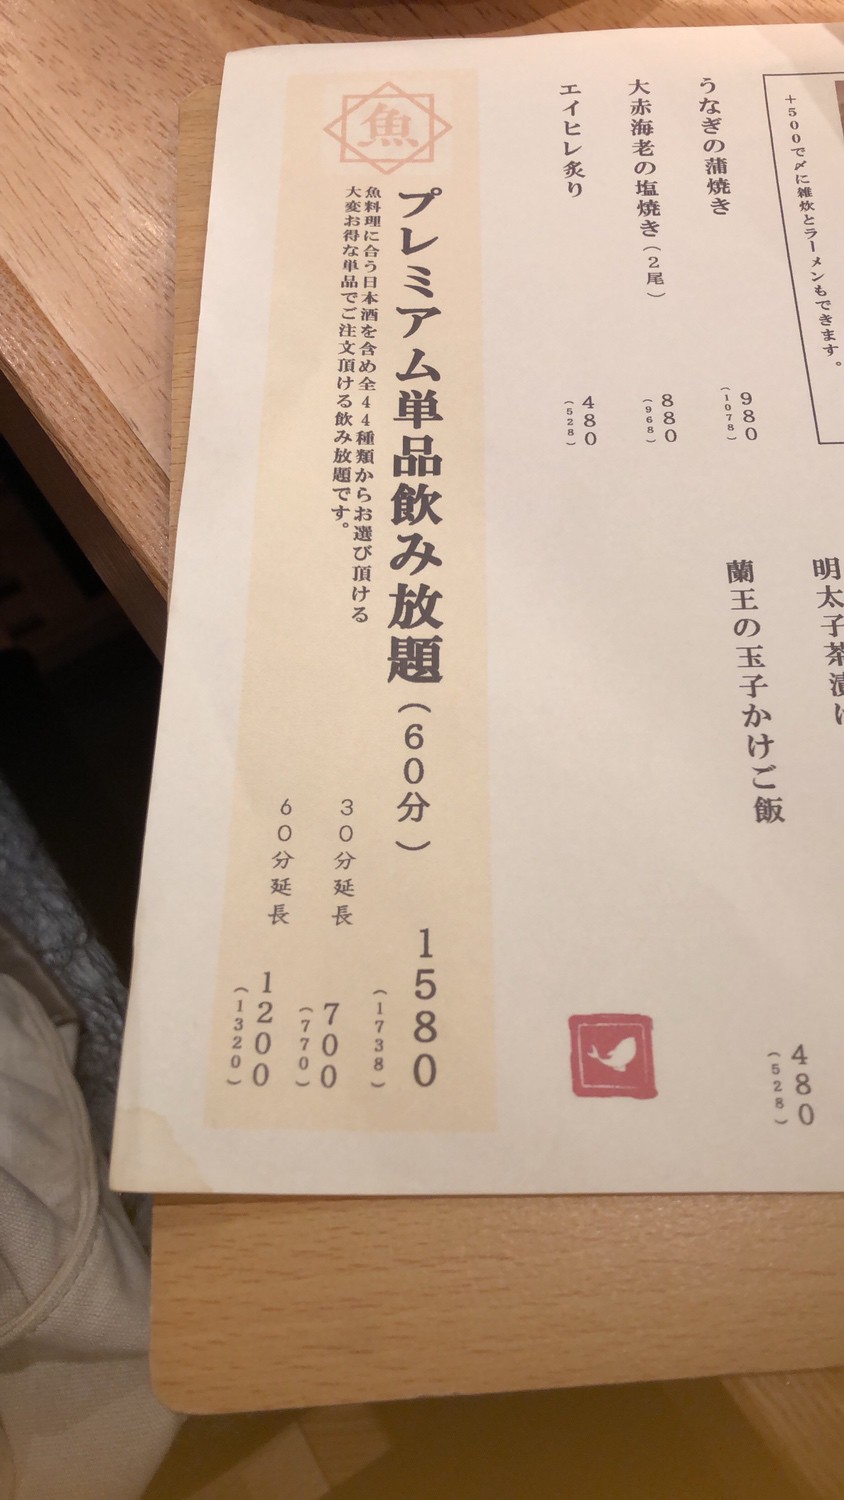 +500で〆に雑炊とラーメンもできます。
うなぎの蒲焼き
980
(1078)
大赤海老の塩焼き(2尾)
880
(968)
エイヒレ炙り
480
(528)
明太子茶漬け
蘭王の玉子かけご飯
480
(528)
魚
プレミアム単品飲み放題(60分)
1580
(1738)
魚料理に合う日本酒を含め全44種類からお選び頂ける
大変お得な単品でご注文頂ける飲み放題です。
30分延長
700
(770)
60分延長
1200
(1320)